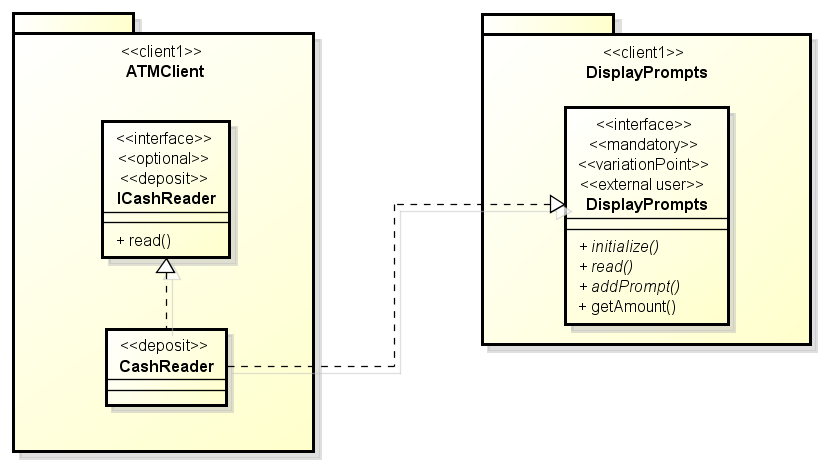 <<client1>>
ATMClient
<<interface>>
<<optional>>
<<deposit>>
ICashReader
+ read()
<<deposit>>
CashReader
<<client1>>
DisplayPrompts
<<interface>>
<<mandatory>>
<<variationPoint>>
<<external user>>
DisplayPrompts
+ initialize()
+ read()
+ addPrompt()
+ getAmount()